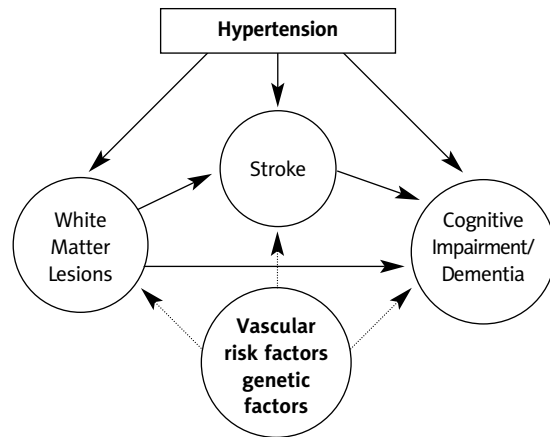 Hypertension
Stroke
White
Matter
Lesions
Cognitive
Impairment/
Dementia
Vascular
risk factors
genetic
factors